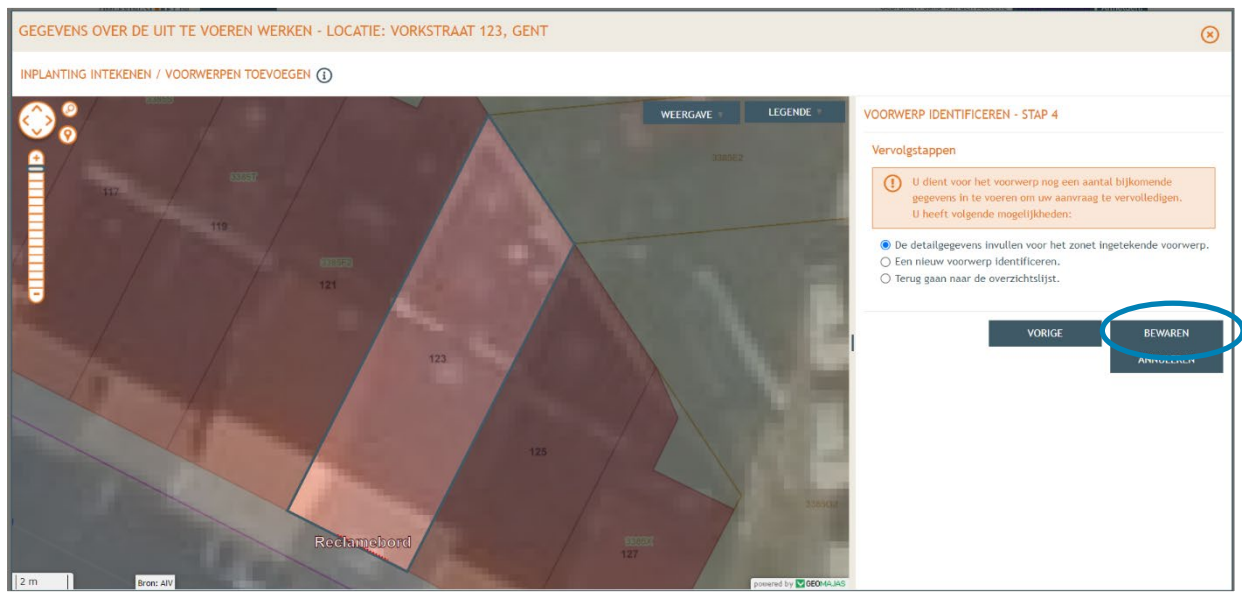 GEGEVENS OVER DE UIT TE VOEREN WERKEN - LOCATIE: VORKSTRAAT 123, GENT
INPLANTING INTEKENEN / VOORWERPEN TOEVOEGEN
WEERGAVE
LEGENDE
117
119
121
123
125
127
Reclamebord
2 m
Bron: AIV
powered by GEOMAJAS
VOORWERP IDENTIFICEREN - STAP 4
Vervolgstappen
U dient voor het voorwerp nog een aantal bijkomende
gegevens in te voeren om uw aanvraag te vervolledigen.
U heeft volgende mogelijkheden:
De detailgegevens invullen voor het zonet ingetekende voorwerp.
Een nieuw voorwerp identificeren.
Terug gaan naar de overzichtslijst.
VORIGE
BEWAREN
ANNULEREN